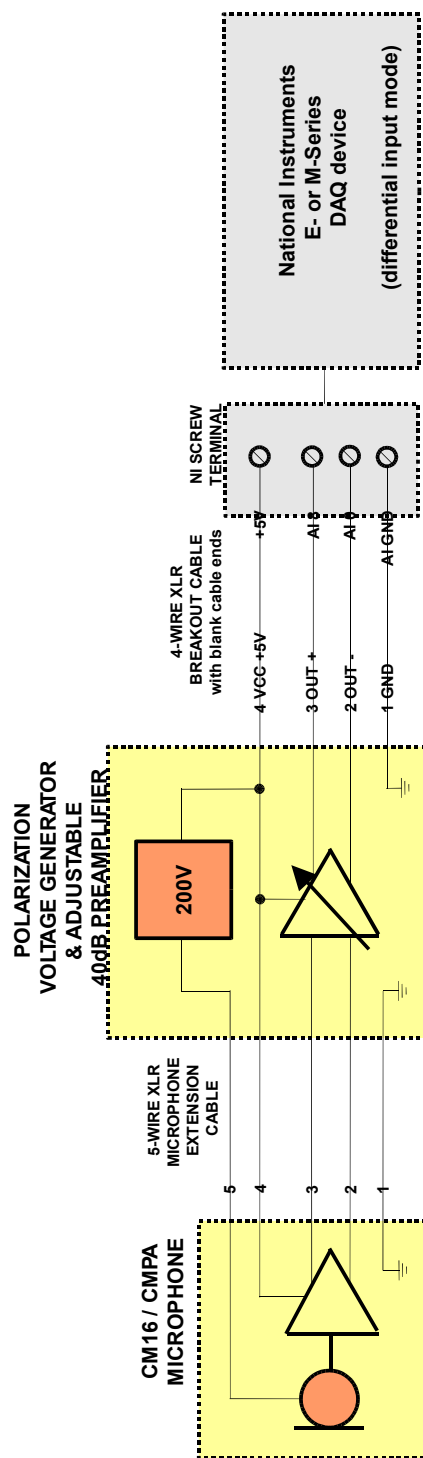 CM16 / CMPA
MICROPHONE
5-WIRE XLR
MICROPHONE
EXTENSION
CABLE
5
4
3
2
1
POLARIZATION
VOLTAGE GENERATOR
& ADJUSTABLE
40dB PREAMPLIFIER
200V
4-WIRE XLR
BREAKOUT CABLE
with blank cable ends
4 VCC +5V
3 OUT +
2 OUT -
1 GND
NI SCREW
TERMINAL
+5V
AI 8
AI 0
AI GND
National Instruments
E- or M-Series
DAQ device
(differential input mode)